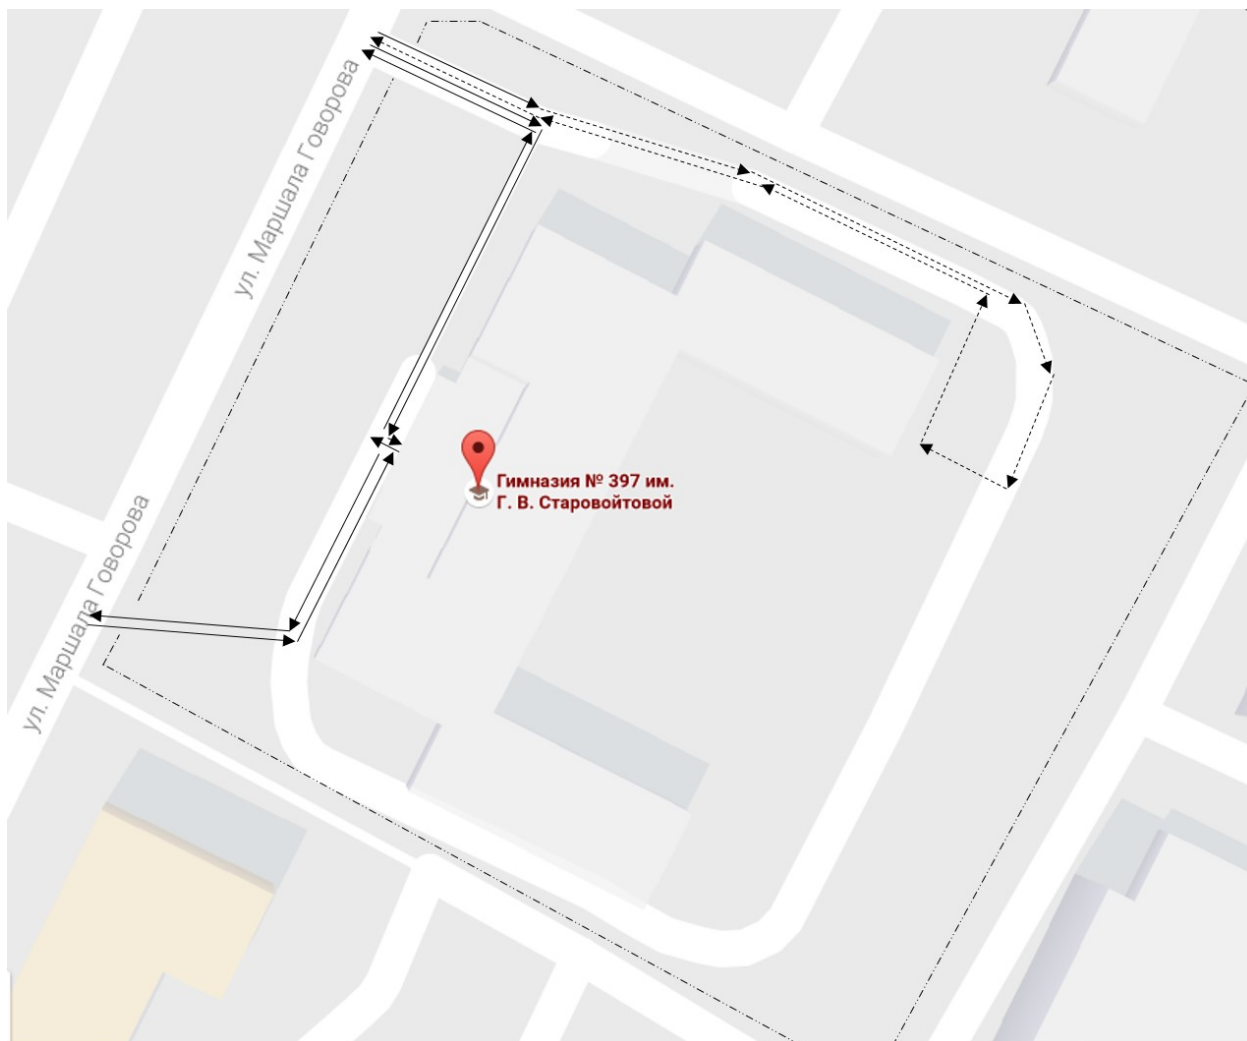 ул. Маршала Говорова
Гимназия № 397 им.
Г. В. Старовойтовой
ул. Маршала Говорова